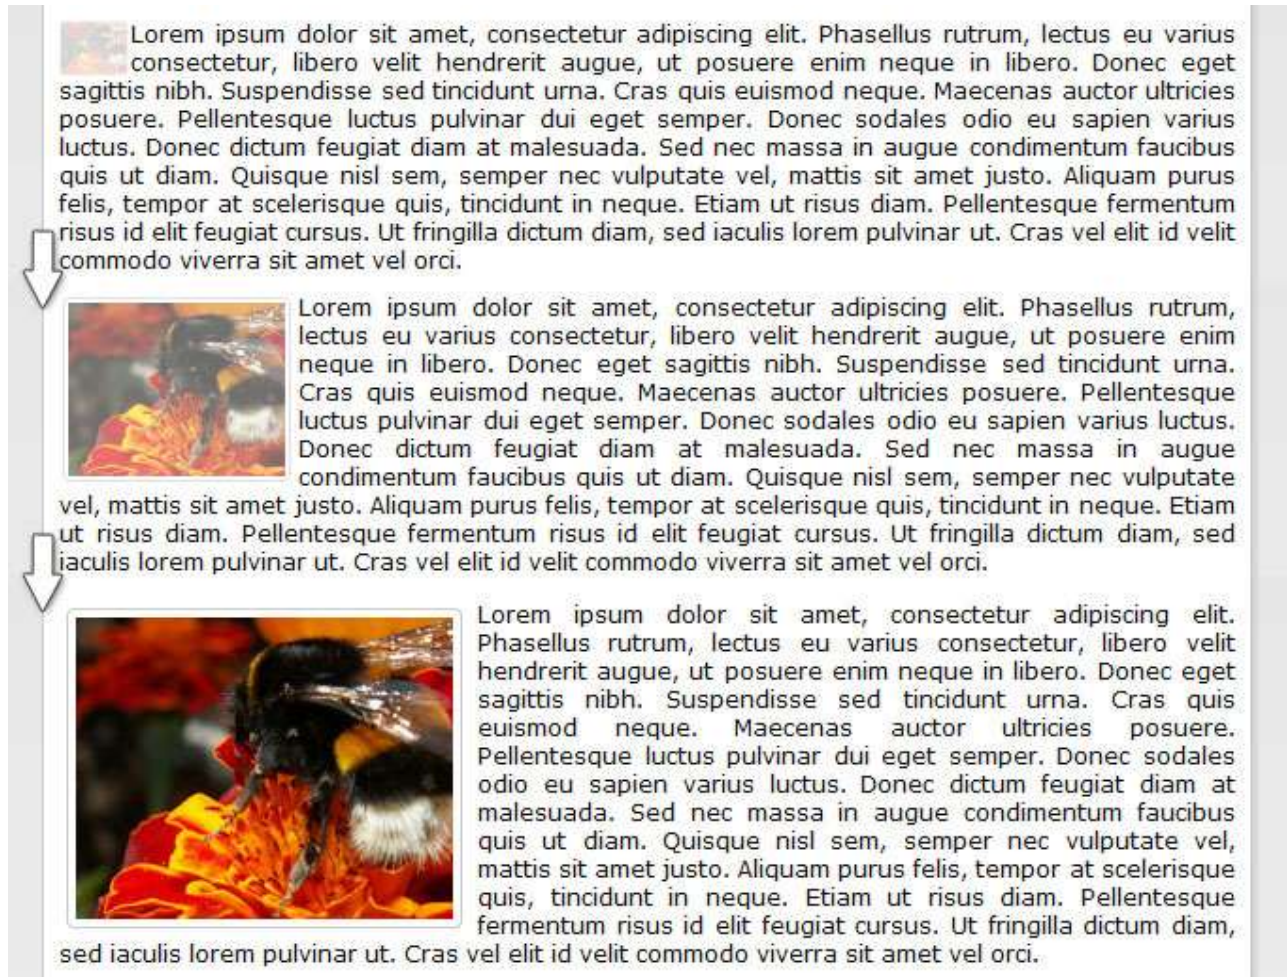 Lorem ipsum dolor sit amet, consectetur adipiscing elit. Phasellus rutrum, lectus eu varius
consectetur, libero velit hendrerit augue, ut posuere enim neque in libero. Donec eget
sagittis nibh. Suspendisse sed tincidunt urna. Cras quis euismod neque. Maecenas auctor ultricies
posuere. Pellentesque luctus pulvinar dui eget semper. Donec sodales odio eu sapien varius
luctus. Donec dictum feugiat diam at malesuada. Sed nec massa in augue condimentum faucibus
quis ut diam. Quisque nisl sem, semper nec vulputate vel, mattis sit amet justo. Aliquam purus
felis, tempor at scelerisque quis, tincidunt in neque. Etiam ut risus diam. Pellentesque fermentum
risus id elit feugiat cursus. Ut fringilla dictum diam, sed iaculis lorem pulvinar ut. Cras vel elit id velit
commodo viverra sit amet vel orci.
Lorem ipsum dolor sit amet, consectetur adipiscing elit. Phasellus rutrum,
lectus eu varius consectetur, libero velit hendrerit augue, ut posuere enim
neque in libero. Donec eget sagittis nibh. Suspendisse sed tincidunt urna.
Cras quis euismod neque. Maecenas auctor ultricies posuere. Pellentesque
luctus pulvinar dui eget semper. Donec sodales odio eu sapien varius luctus.
Donec dictum feugiat diam at malesuada. Sed nec massa in augue
condimentum faucibus quis ut diam. Quisque nisl sem, semper nec vulputate
vel, mattis sit amet justo. Aliquam purus felis, tempor at scelerisque quis, tincidunt in neque. Etiam
ut risus diam. Pellentesque fermentum risus id elit feugiat cursus. Ut fringilla dictum diam, sed
iaculis lorem pulvinar ut. Cras vel elit id velit commodo viverra sit amet vel orci.
Lorem ipsum dolor sit amet, consectetur adipiscing elit.
Phasellus rutrum, lectus eu varius consectetur, libero velit
hendrerit augue, ut posuere enim neque in libero. Donec eget
sagittis nibh. Suspendisse sed tincidunt urna. Cras quis
euismod neque. Maecenas auctor ultricies posuere.
Pellentesque luctus pulvinar dui eget semper. Donec sodales
odio eu sapien varius luctus. Donec dictum feugiat diam at
malesuada. Sed nec massa in augue condimentum faucibus
quis ut diam. Quisque nisl sem, semper nec vulputate vel,
mattis sit amet justo. Aliquam purus felis, tempor at scelerisque
quis, tincidunt in neque. Etiam ut risus diam. Pellentesque
fermentum risus id elit feugiat cursus. Ut fringilla dictum diam,
sed iaculis lorem pulvinar ut. Cras vel elit id velit commodo viverra sit amet vel orci.